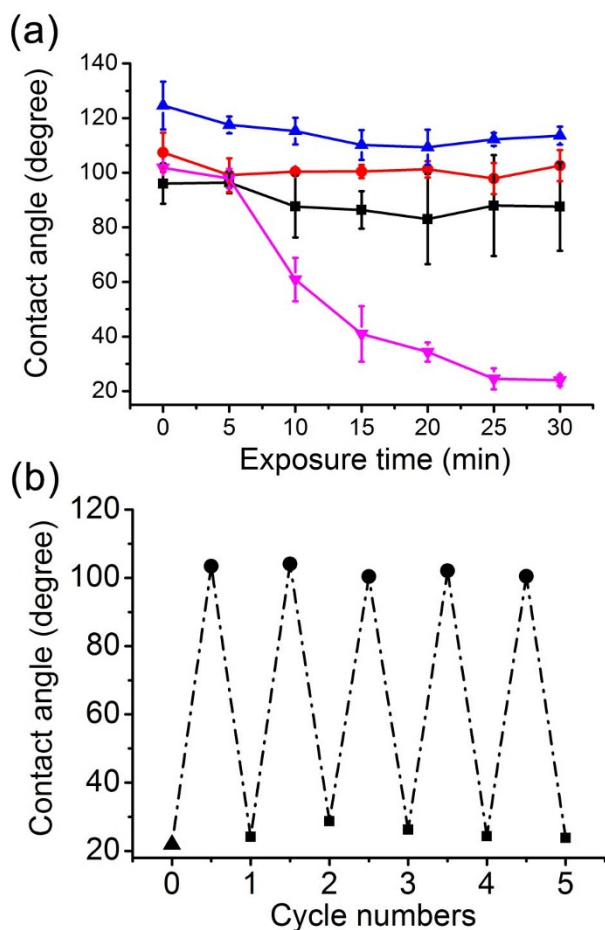 (a)
Contact angle (degree)
140
120
100
80
60
40
20
0 5 10 15 20 25 30
Exposure time (min)
(b)
Contact angle (degree)
120
100
80
60
40
20
0 1 2 3 4 5
Cycle numbers